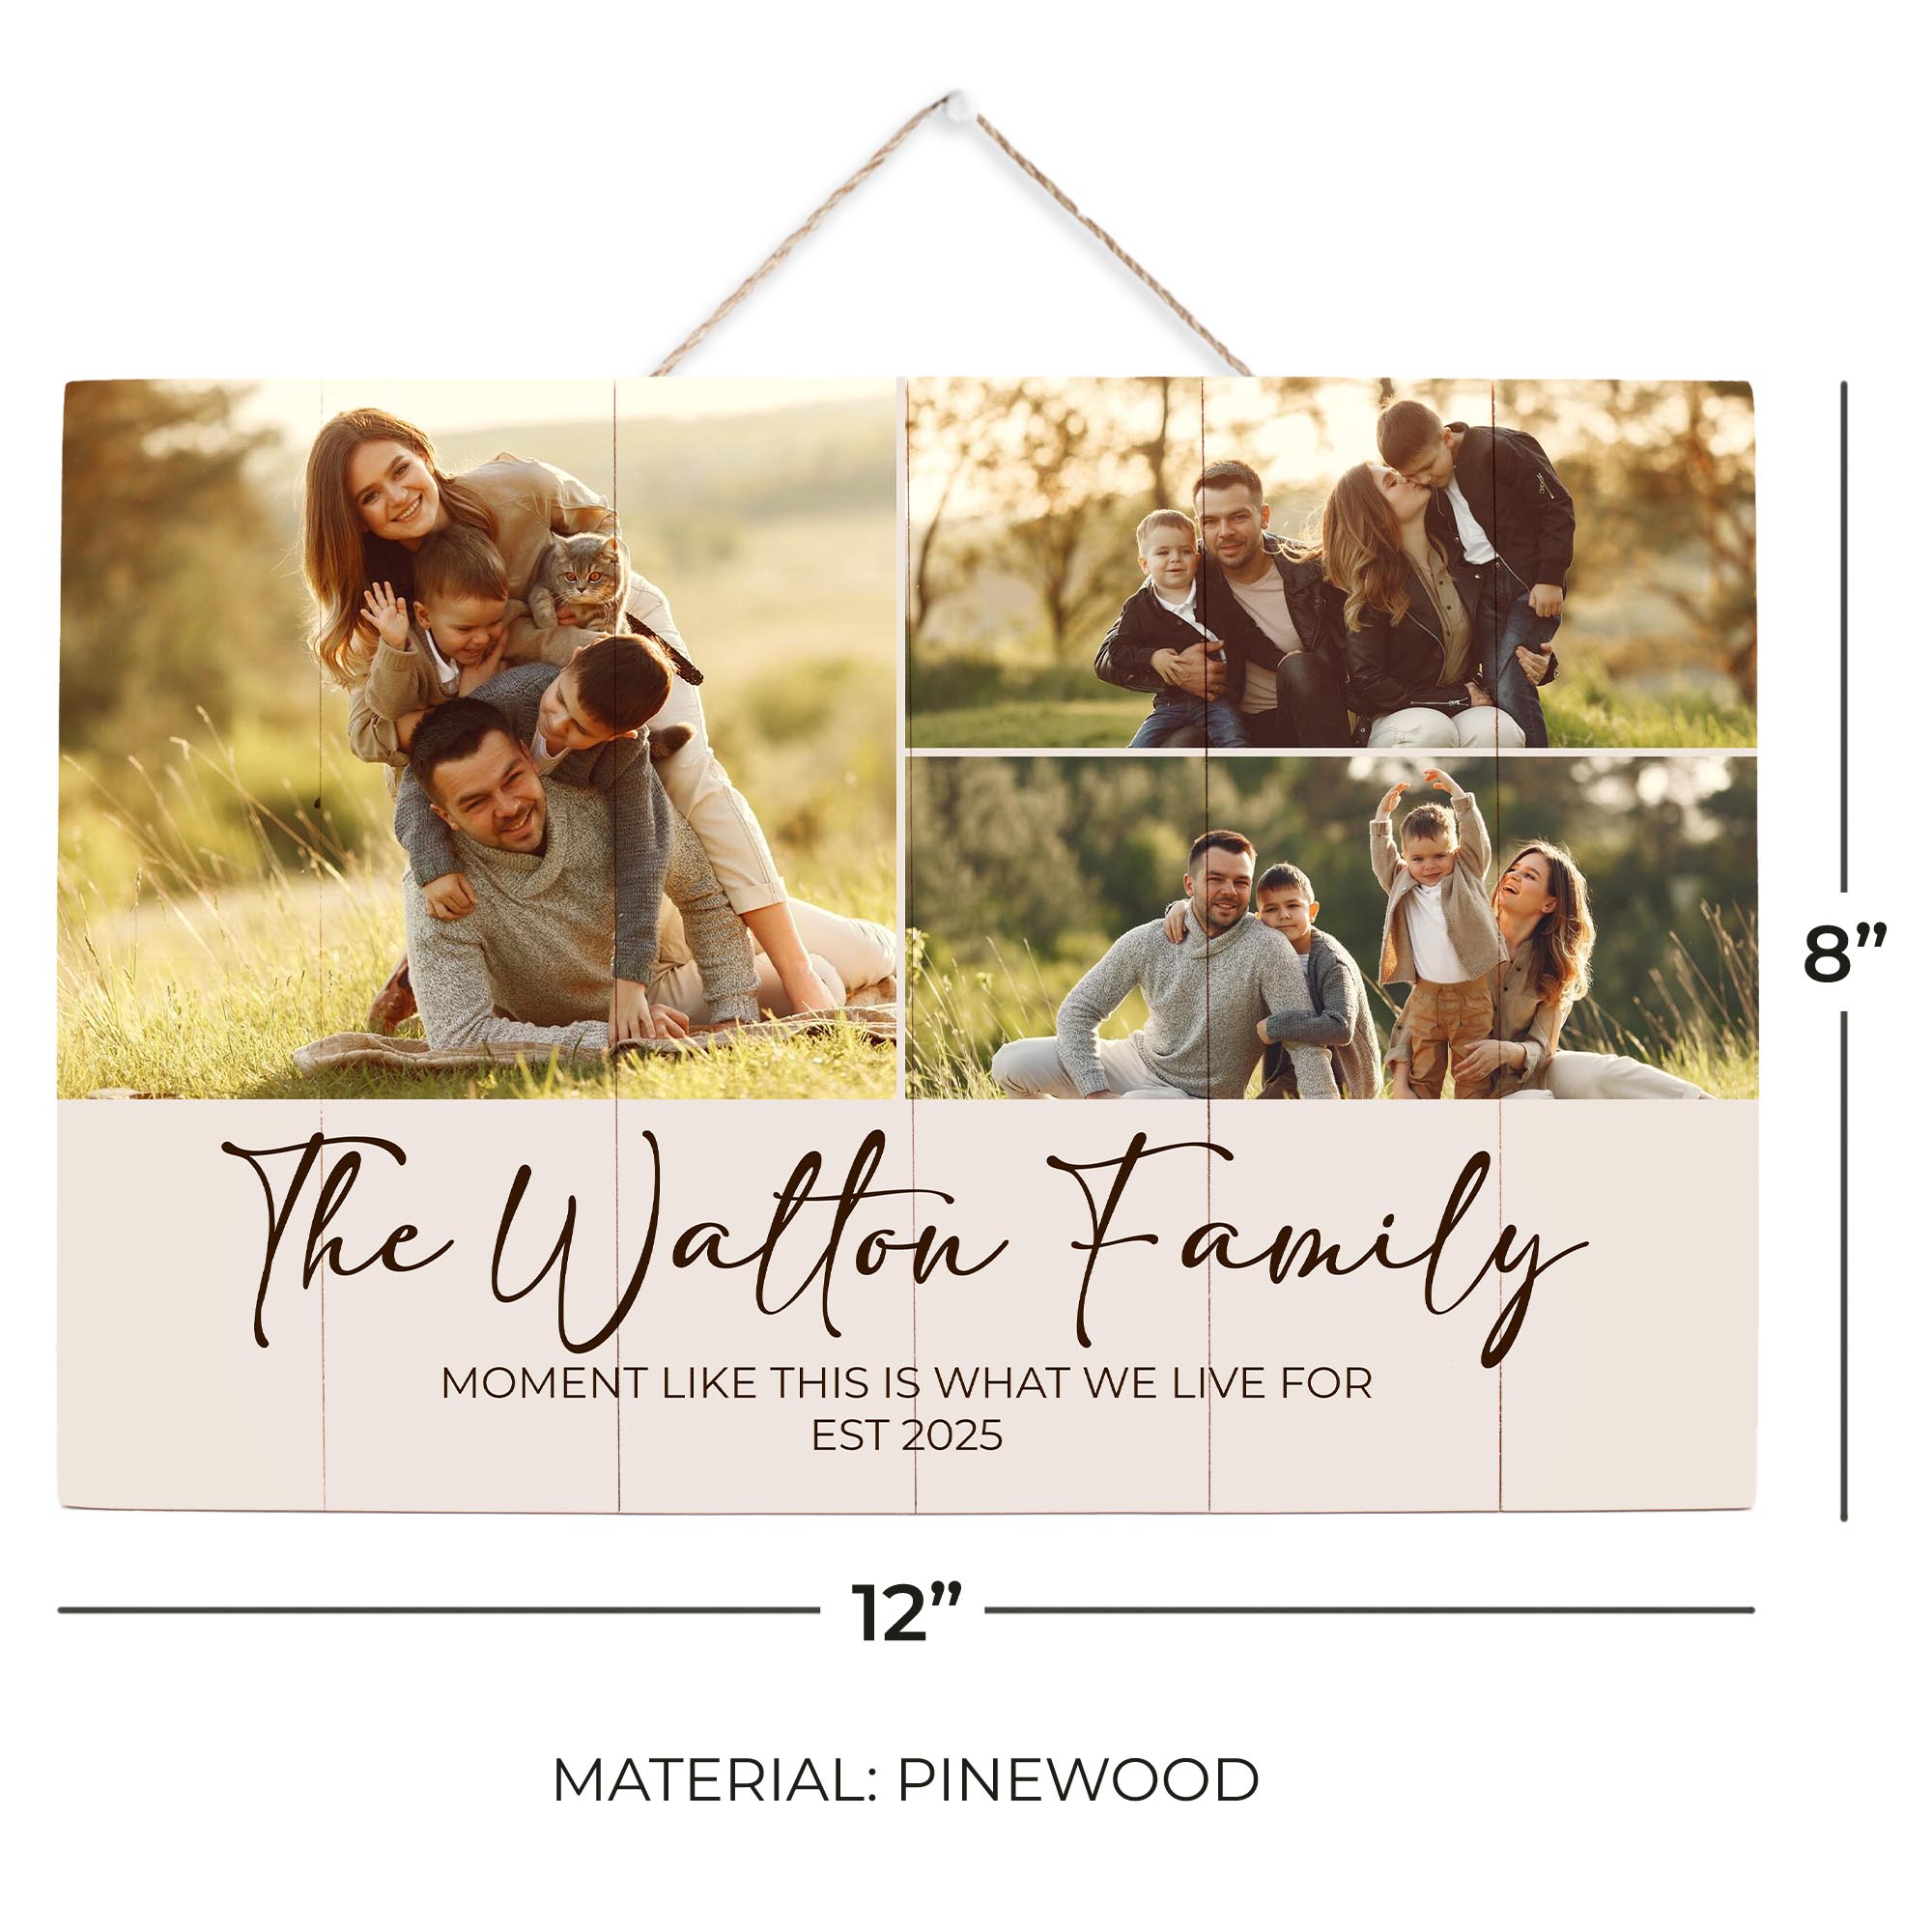 The Walton Family
MOMENT LIKE THIS IS WHAT WE LIVE FOR
EST 2025
8”
12”
MATERIAL: PINEWOOD